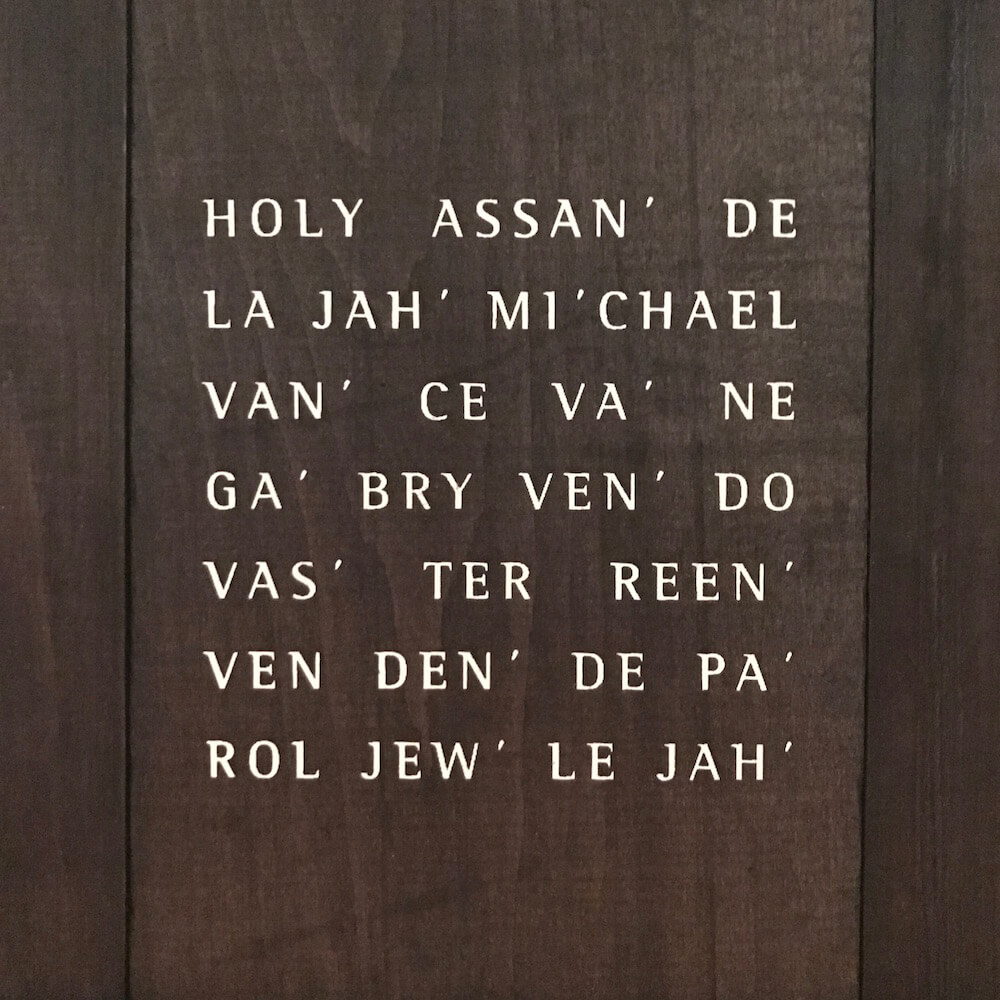 HOLY ASSAN′ DE
LA JAH′ MI′CHAEL
VAN′ CE VA′ NE
GA′ BRY VEN′ DO
VAS′ TER REEN′
VEN DEN′ DE PA′
ROL JEW′ LE JAH′